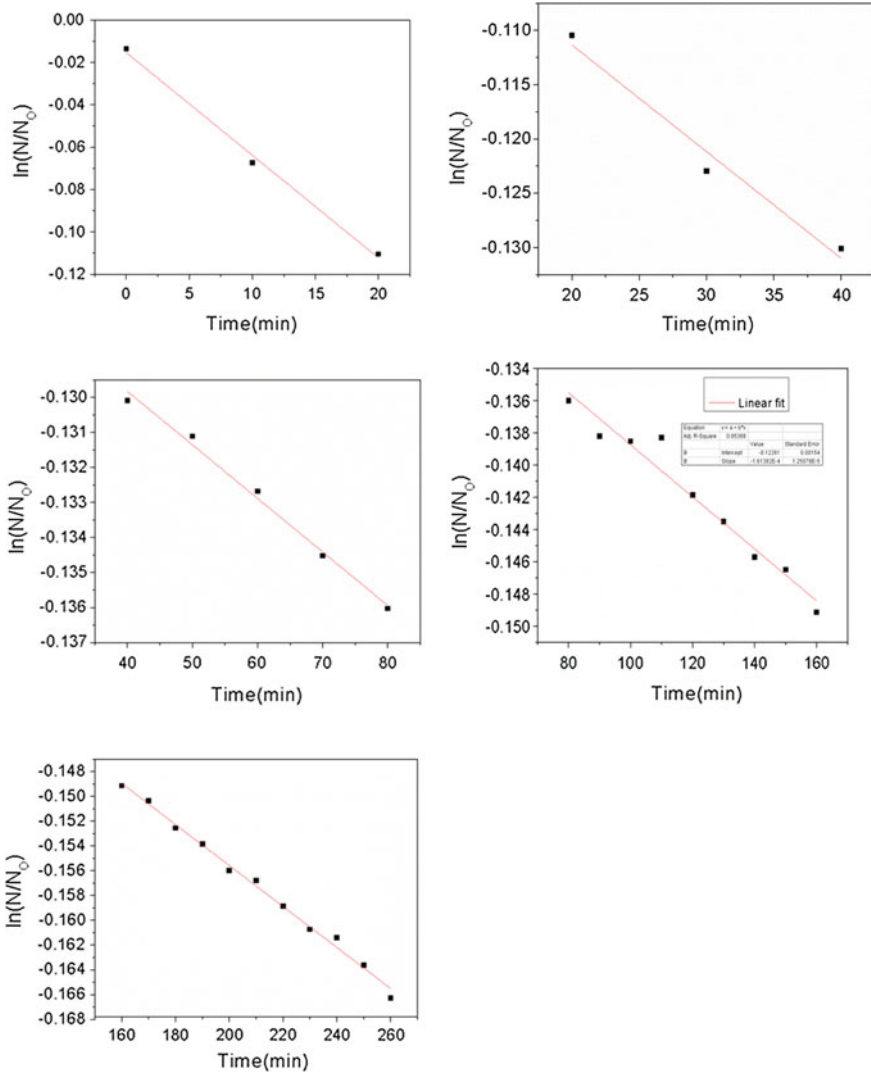 0.00
-0.02
-0.04
-0.06
-0.08
-0.10
-0.12
0 5 10 15 20
ln(N/N₀)
Time(min)
-0.110
-0.115
-0.120
-0.125
-0.130
20 25 30 35 40
ln(N/N₀)
Time(min)
-0.130
-0.131
-0.132
-0.133
-0.134
-0.135
-0.136
-0.137
40 50 60 70 80
ln(N/N₀)
Time(min)
-0.134
-0.136
-0.138
-0.140
-0.142
-0.144
-0.146
-0.148
-0.150
80 100 120 140 160
ln(N/N₀)
Time(min)
Linear fit
Equation y = a + b*x
Adj. R-Square
Value Standard Error
B Intercept 0.00154
B Slope
-0.148
-0.150
-0.152
-0.154
-0.156
-0.158
-0.160
-0.162
-0.164
-0.166
-0.168
160 180 200 220 240 260
ln(N/N₀)
Time(min)